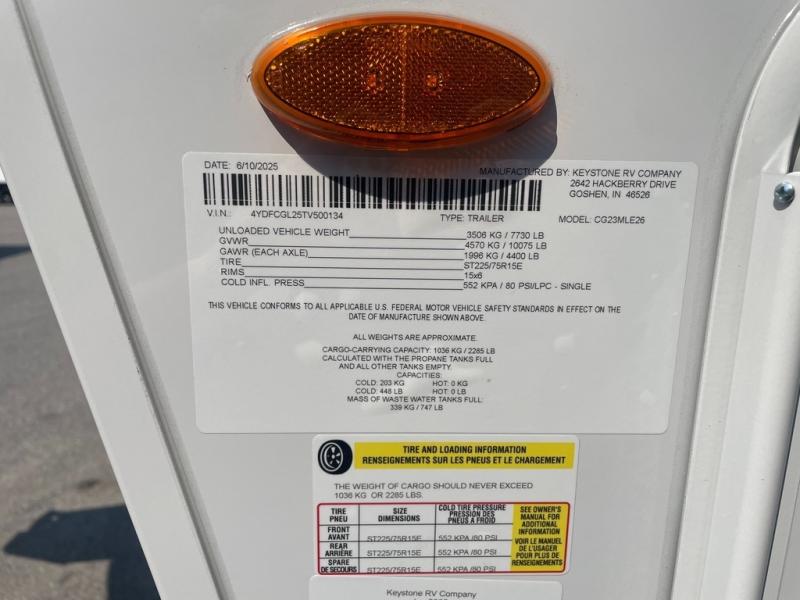 DATE: 6/10/2025 MANUFACTURED BY: KEYSTONE RV COMPANY
2642 HACKBERRY DRIVE
GOSHEN, IN 46526
V.I.N.: 4YDFCGL25TV500134 TYPE: TRAILER MODEL: CG23MLE26
UNLOADED VEHICLE WEIGHT 3506 KG / 7730 LB
GVWR 4570 KG / 10075 LB
GAWR (EACH AXLE) 1996 KG / 4400 LB
TIRE ST225/75R15E
RIMS 15x6
COLD INFL. PRESS 552 KPA / 80 PSI/LPC - SINGLE
THIS VEHICLE CONFORMS TO ALL APPLICABLE U.S. FEDERAL MOTOR VEHICLE SAFETY STANDARDS IN EFFECT ON THE
DATE OF MANUFACTURE SHOWN ABOVE.
ALL WEIGHTS ARE APPROXIMATE.
CARGO-CARRYING CAPACITY: 1036 KG / 2285 LB
CALCULATED WITH THE PROPANE TANKS FULL
AND ALL OTHER TANKS EMPTY.
CAPACITIES:
COLD: 203 KG HOT: 0 KG
COLD: 448 LB HOT: 0 LB
MASS OF WASTE WATER TANKS FULL:
339 KG / 747 LB
TIRE AND LOADING INFORMATION
RENSEIGNEMENTS SUR LES PNEUS ET LE CHARGEMENT
THE WEIGHT OF CARGO SHOULD NEVER EXCEED
1036 KG OR 2285 LBS.
TIRE
PNEU
SIZE
DIMENSIONS
COLD TIRE PRESSURE
PRESSION DES
PNEUS A FROID
FRONT
AVANT
ST225/75R15E 552 KPA /80 PSI
REAR
ARRIÈRE
ST225/75R15E 552 KPA /80 PSI
SPARE
DE SECOURS
ST225/75R15E 552 KPA /80 PSI
SEE OWNER'S
MANUAL FOR
ADDITIONAL
INFORMATION
VOIR LE MANUEL
DE L'USAGER
POUR PLUS DE
RENSEIGNEMENTS
Keystone RV Company